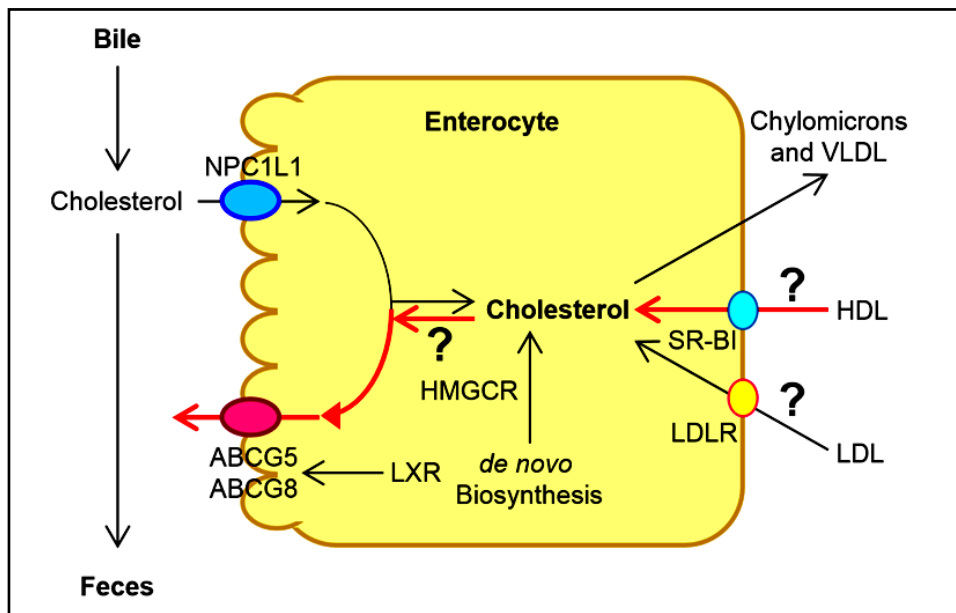 Bile
Enterocyte
Chylomicrons
and VLDL
NPC1L1
Cholesterol
?
Cholesterol
HDL
?
SR-BI
HMGCR
?
LDLR
LDL
ABCG5
ABCG8
LXR
de novo
Biosynthesis
Feces